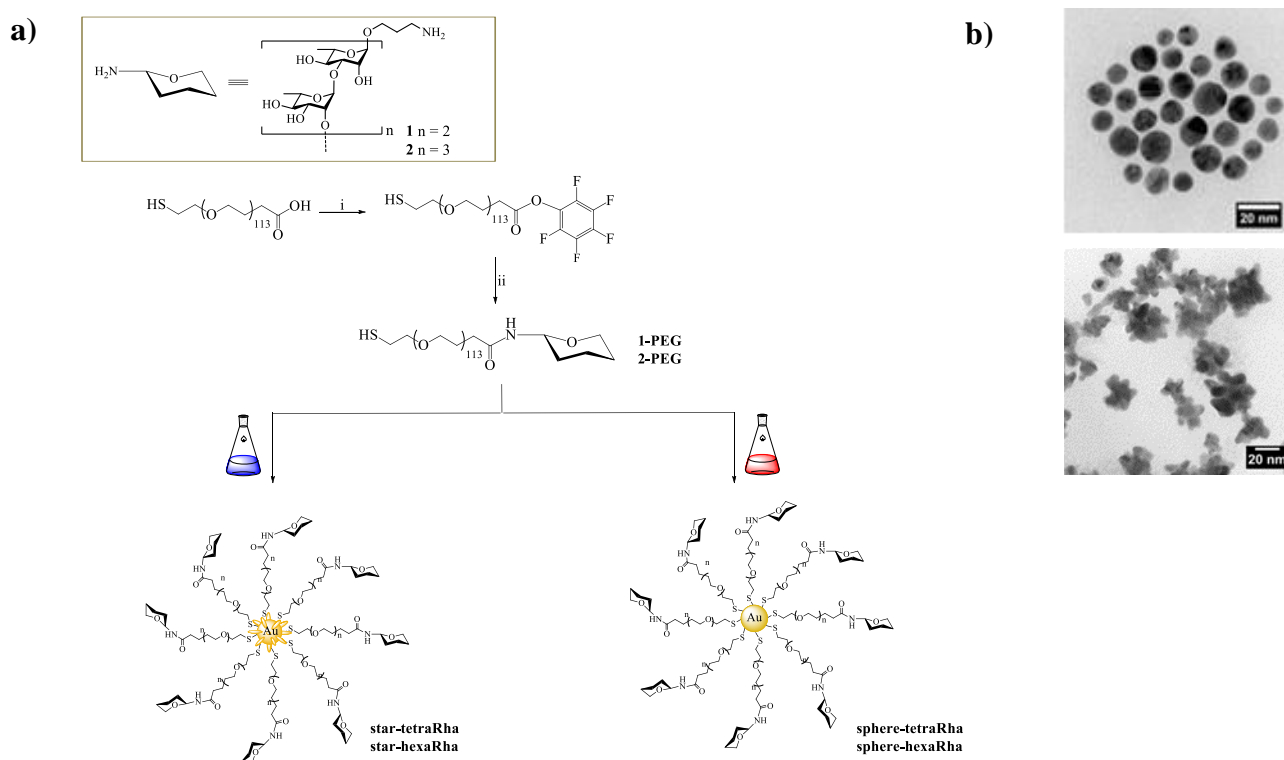 a)
b)
H2N
O
≡
O
NH2
O
HO
HO
O
OH
O
HO
HO
O
n
1 n = 2
2 n = 3
HS
O
113
OH
O
i
HS
O
113
O
O
F
F
F
F
F
ii
HS
O
113
H
N
O
O
1-PEG
2-PEG
Au
star-tetraRha
star-hexaRha
Au
sphere-tetraRha
sphere-hexaRha
20 nm
20 nm